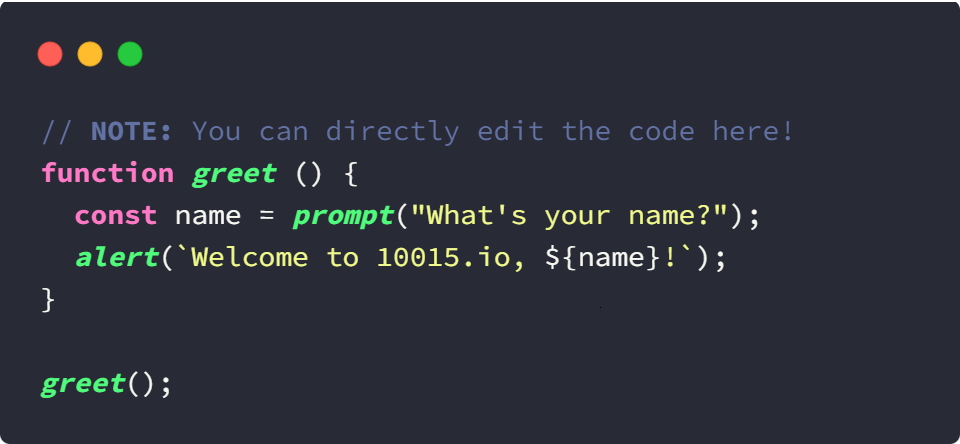 // NOTE: You can directly edit the code here!
function greet () {
  const name = prompt("What's your name?");
  alert(`Welcome to 10015.io, ${name}!`);
}

greet();